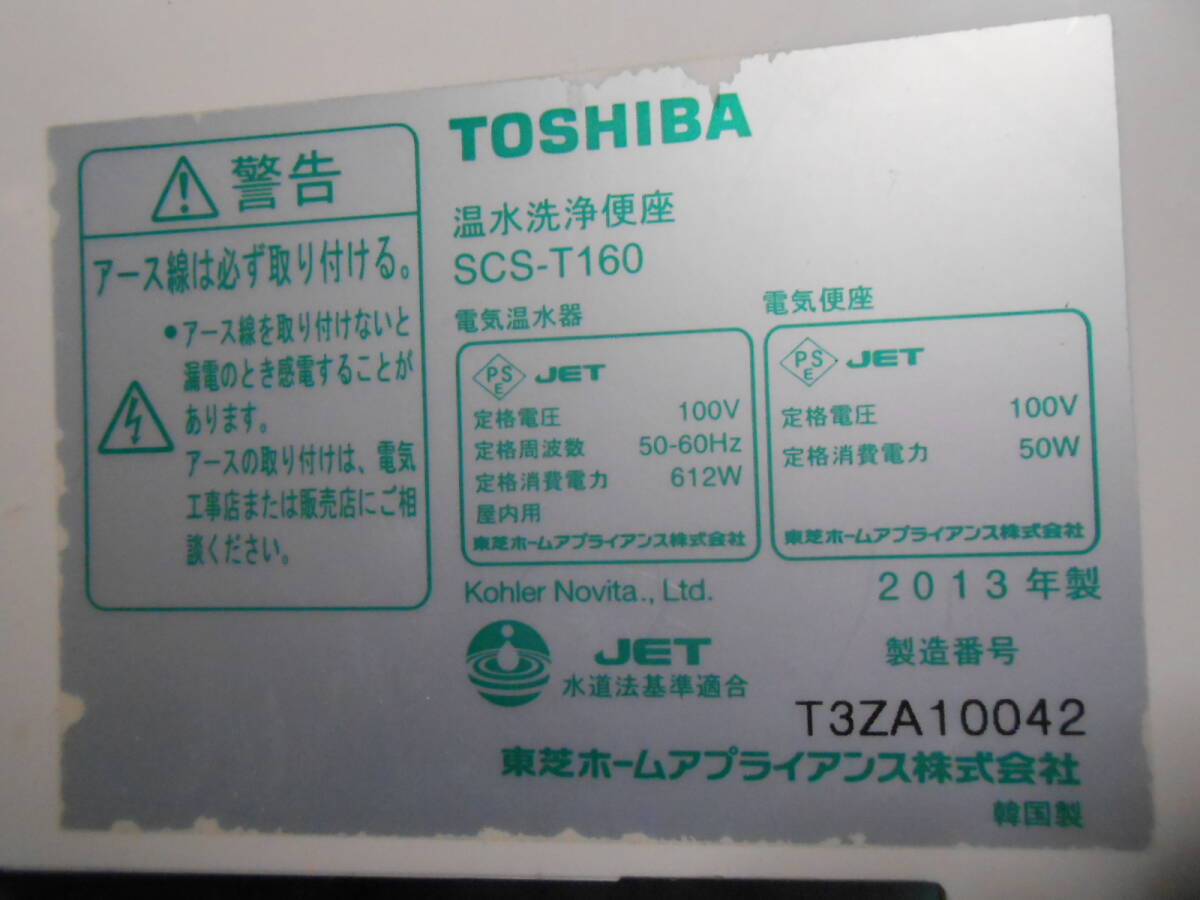 警告
アース線は必ず取り付ける。
•アース線を取り付けないと
漏電のとき感電することが
あります。
アースの取り付けは、電気
工事店または販売店にご相
談ください。
TOSHIBA
温水洗浄便座
SCS-T160
電気温水器
PS
E
JET
定格電圧 100V
定格周波数 50-60Hz
定格消費電力 612W
屋内用
東芝ホームアプライアンス株式会社
電気便座
PS
E
JET
定格電圧 100V
定格消費電力 50W
東芝ホームアプライアンス株式会社
Kohler Novita., Ltd.
2013年製
JET
水道法基準適合
製造番号
T3ZA10042
東芝ホームアプライアンス株式会社
韓国製